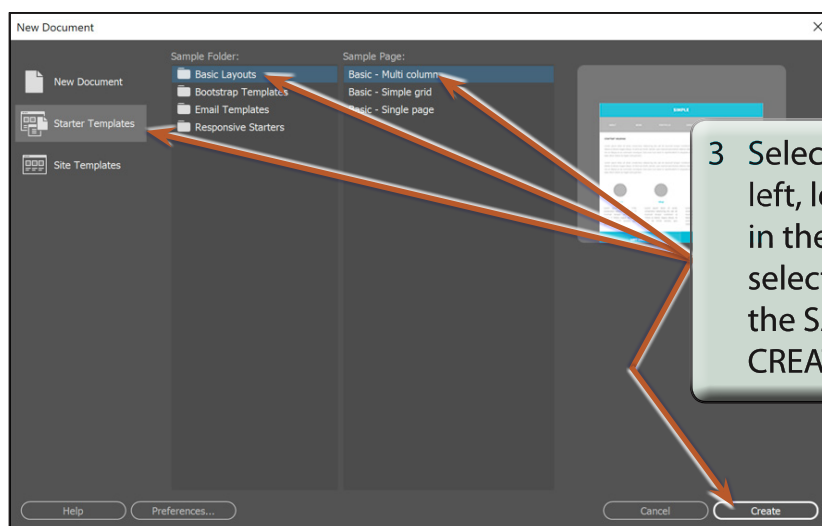 New Document
Sample Folder:
Sample Page:
New Document
Starter Templates
Site Templates
Basic Layouts
Bootstrap Templates
Email Templates
Responsive Starters
Basic - Multi column
Basic - Simple grid
Basic - Single page
SIMPLE
3 Selec
left, l
in the
select
the S
CREA
Help
Preferences...
Cancel
Create